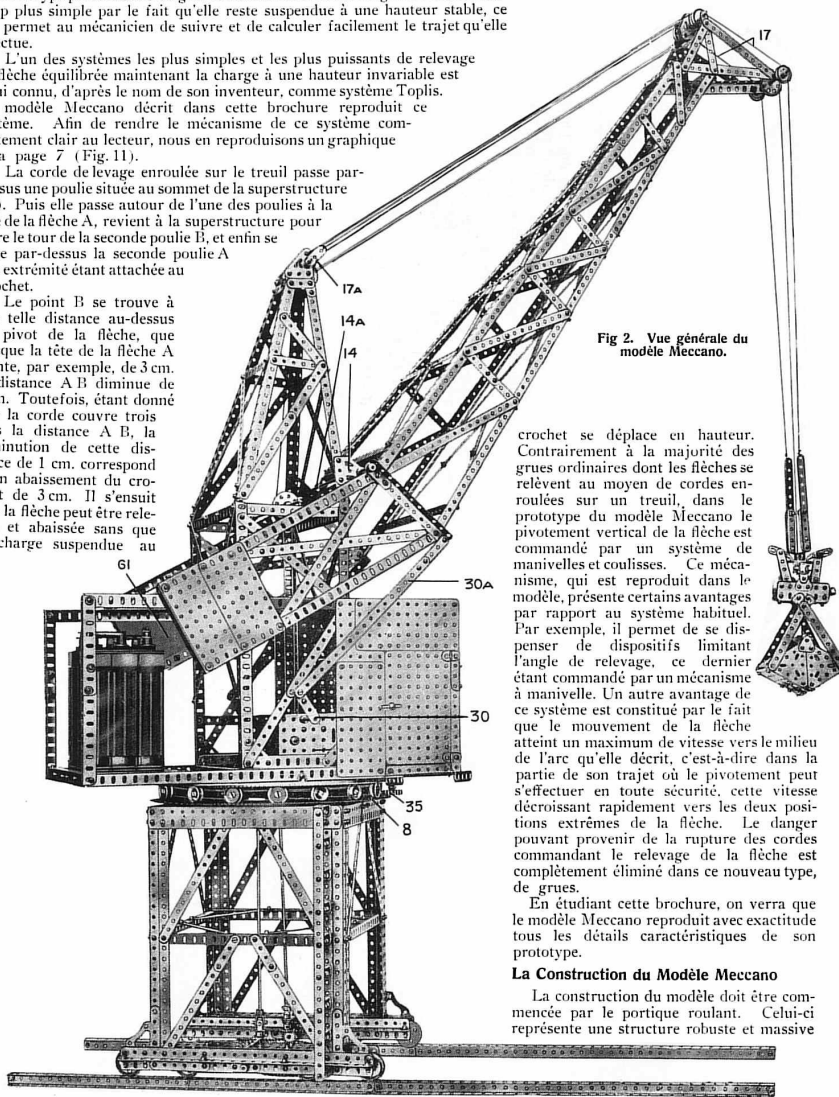 p plus simple par le fait qu'elle reste suspendue à une hauteur stable, ce
permet au mécanicien de suivre et de calculer facilement le trajet qu'elle
ctue.
L'un des systèmes les plus simples et les plus puissants de relevage
flèche équilibrée maintenant la charge à une hauteur invariable est
i connu, d'après le nom de son inventeur, comme système Toplis.
modèle Meccano décrit dans cette brochure reproduit ce
tème. Afin de rendre le mécanisme de ce système com-
tement clair au lecteur, nous en reproduisons un graphique
a page 7 (Fig. 11).
La corde de levage enroulée sur le treuil passe par-
sus une poulie située au sommet de la superstructure
). Puis elle passe autour de l'une des poulies à la
de la flèche A, revient à la superstructure pour
re le tour de la seconde poulie B, et enfin se
e par-dessus la seconde poulie A
extrémité étant attachée au
chet.
Le point B se trouve à
telle distance au-dessus
pivot de la flèche, que
que la tête de la flèche A
nte, par exemple, de 3 cm.
distance A B diminue de
n. Toutefois, étant donné
la corde couvre trois
s la distance A B, la
inution de cette dis-
ce de 1 cm. correspond
n abaissement du cro-
t de 3 cm. Il s'ensuit
la flèche peut être rele-
et abaissée sans que
charge suspendue au
17
17A
14A
14
Fig 2. Vue générale du
modèle Meccano.
61
30A
30
35
8
crochet se déplace en hauteur.
Contrairement à la majorité des
grues ordinaires dont les flèches se
relèvent au moyen de cordes en-
roulées sur un treuil, dans le
prototype du modèle Meccano le
pivotement vertical de la flèche est
commandé par un système de
manivelles et coulisses. Ce méca-
nisme, qui est reproduit dans le
modèle, présente certains avantages
par rapport au système habituel.
Par exemple, il permet de se dis-
penser de dispositifs limitant
l'angle de relevage, ce dernier
étant commandé par un mécanisme
à manivelle. Un autre avantage de
ce système est constitué par le fait
que le mouvement de la flèche
atteint un maximum de vitesse vers le milieu
de l'arc qu'elle décrit, c'est-à-dire dans la
partie de son trajet où le pivotement peut
s'effectuer en toute sécurité, cette vitesse
décroissant rapidement vers les deux posi-
tions extrêmes de la flèche. Le danger
pouvant provenir de la rupture des cordes
commandant le relevage de la flèche est
complètement éliminé dans ce nouveau type,
de grues.
En étudiant cette brochure, on verra que
le modèle Meccano reproduit avec exactitude
tous les détails caractéristiques de son
prototype.
La Construction du Modèle Meccano
La construction du modèle doit être com-
mencée par le portique roulant. Celui-ci
représente une structure robuste et massive